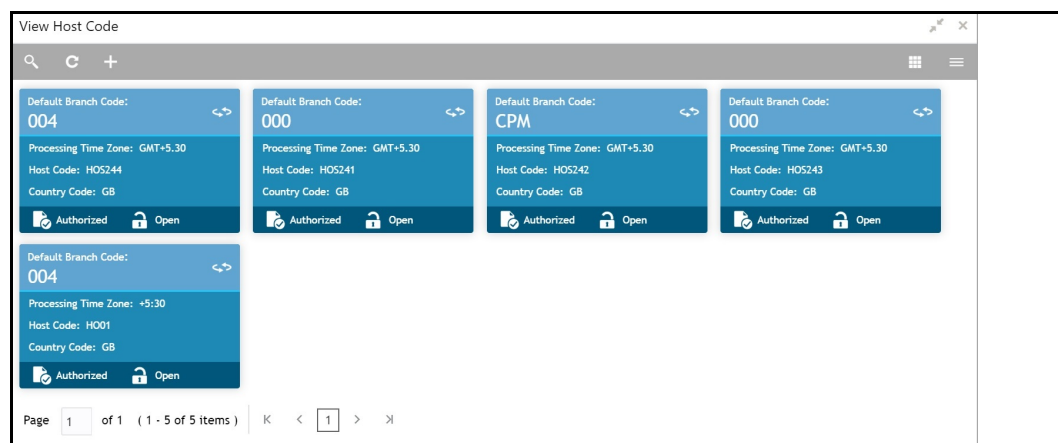 View Host Code
Default Branch Code:
004
Processing Time Zone: GMT+5.30
Host Code: HOS244
Country Code: GB
Authorized Open
Default Branch Code:
000
Processing Time Zone: GMT+5.30
Host Code: HOS241
Country Code: GB
Authorized Open
Default Branch Code:
CPM
Processing Time Zone: GMT+5.30
Host Code: HOS242
Country Code: GB
Authorized Open
Default Branch Code:
000
Processing Time Zone: GMT+5.30
Host Code: HOS243
Country Code: GB
Authorized Open
Default Branch Code:
004
Processing Time Zone: +5:30
Host Code: HO01
Country Code: GB
Authorized Open
Page 1 of 1 ( 1 - 5 of 5 items ) 1